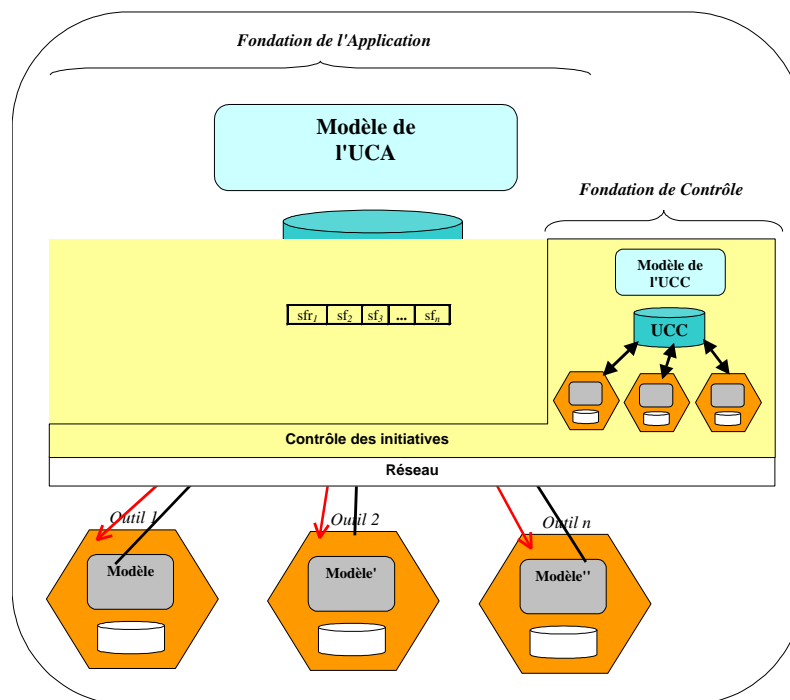 Fondation de l'Application
Modèle de
l'UCA
Fondation de Contrôle
Modèle de
l'UCC
UCC
sfr1 sf2 sf3 ... sfn
Contrôle des initiatives
Réseau
Outil 1 Outil 2 Outil n
Modèle Modèle' Modèle''